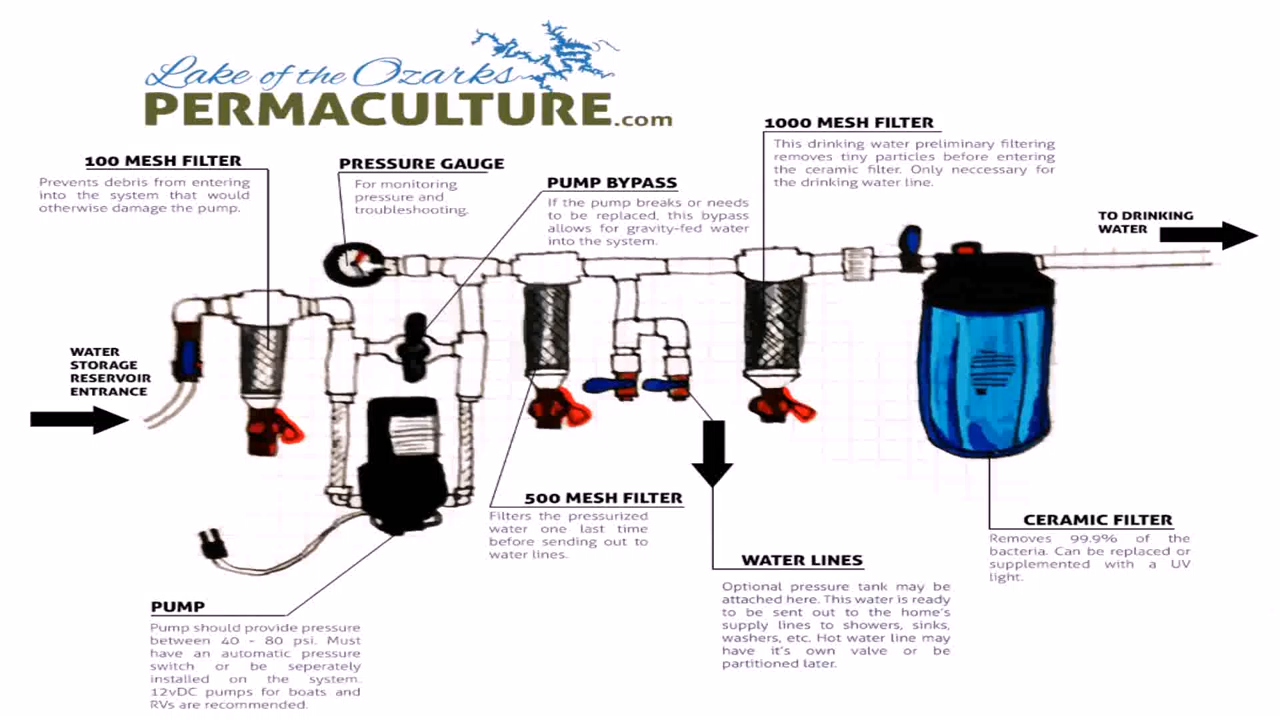 Lake of the Ozarks
PERMACULTURE.com
100 MESH FILTER
Prevents debris from entering
into the system that would
otherwise damage the pump.
PRESSURE GAUGE
For monitoring
pressure and
troubleshooting.
PUMP BYPASS
If the pump breaks or needs
to be replaced, this bypass
allows for gravity-fed water
into the system.
1000 MESH FILTER
This drinking water preliminary filtering
removes tiny particles before entering
the ceramic filter. Only neccessary for
the drinking water line.
TO DRINKING
WATER
WATER
STORAGE
RESERVOIR
ENTRANCE
500 MESH FILTER
Filters the pressurized
water one last time
before sending out to
water lines.
WATER LINES
Optional pressure tank may be
attached here. This water is ready
to be sent out to the home's
supply lines to showers, sinks,
washers, etc. Hot water line may
have it's own valve or be
partitioned later.
CERAMIC FILTER
Removes 99.9% of the
bacteria. Can be replaced or
supplemented with a UV
light.
PUMP
Pump should provide pressure
between 40 - 80 psi. Must
have an automatic pressure
switch or be seperately
installed on the system.
12vDC pumps for boats and
RVs are recommended.